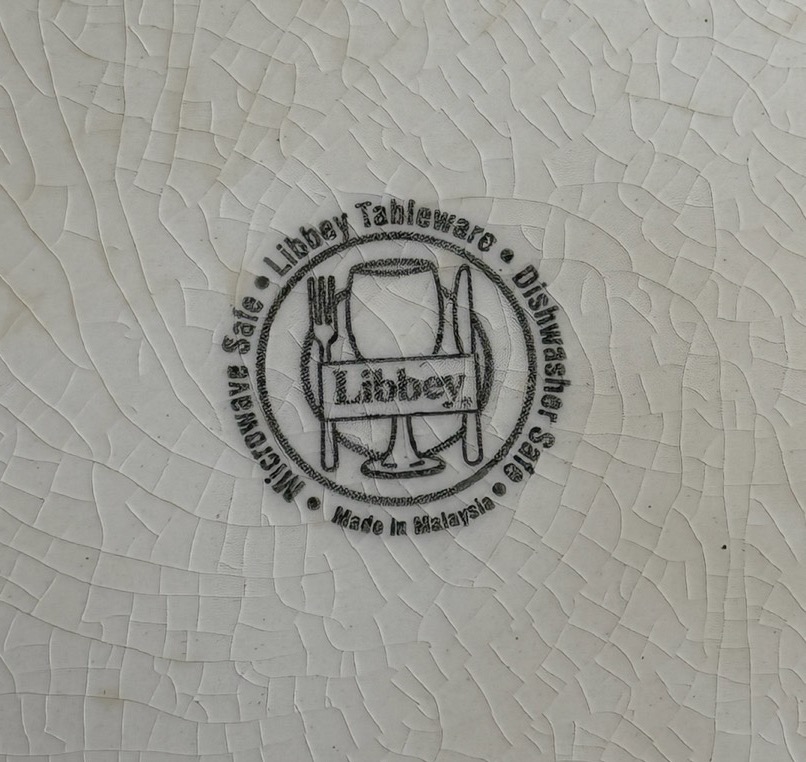 Microwave Safe • Libbey Tableware • Dishwasher Safe •
Libbey
Made in Malaysia